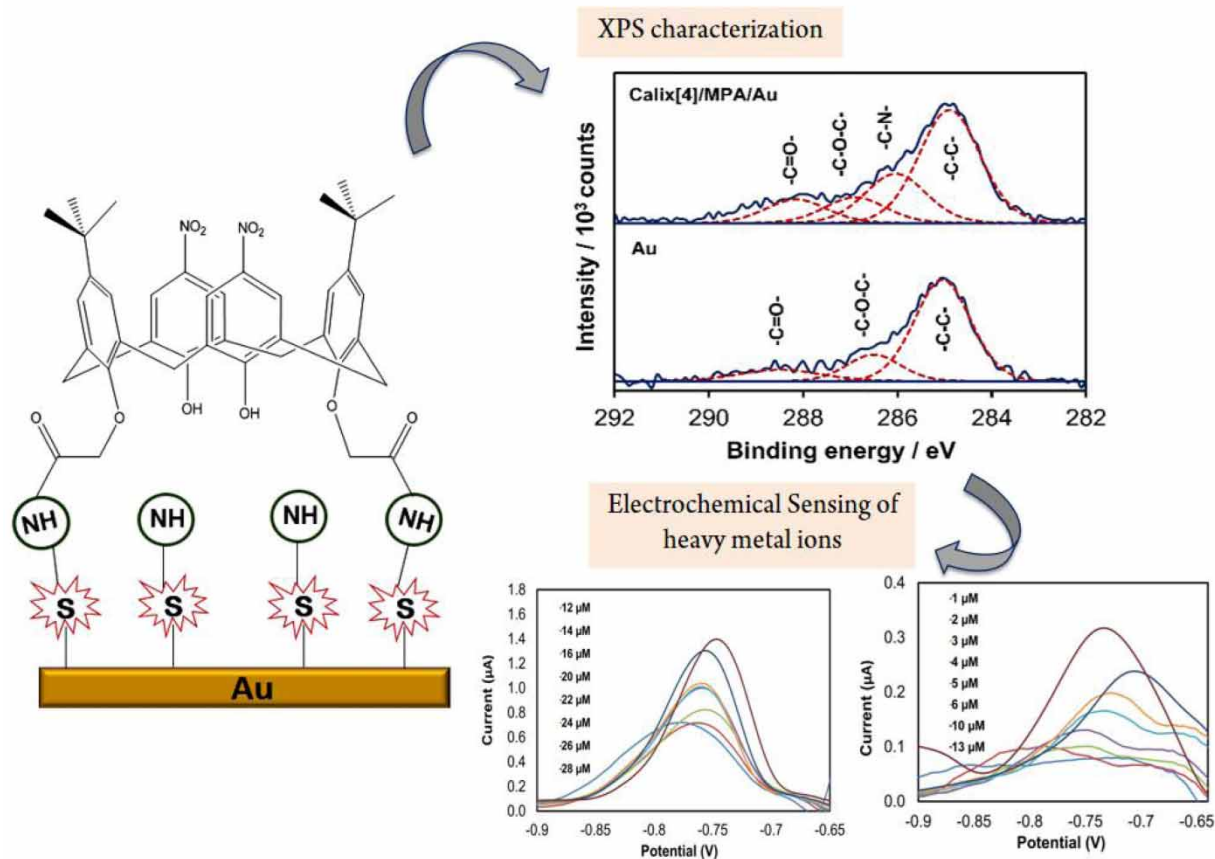 XPS characterization
Calix[4]/MPA/Au
-C=O-
-C-O-C-
-C-N-
-C-C-
Au
-C=O-
-C-O-C-
-C-C-
Intensity / 10³ counts
292 290 288 286 284 282
Binding energy / eV
NO₂ NO₂
OH OH
O O
O O
NH NH NH NH
S S S S
Au
Electrochemical Sensing of
heavy metal ions
1.8
1.6
1.4
1.2
1.0
0.8
0.6
0.4
0.2
0.0
Current (µA)
-12 µM
-14 µM
-16 µM
-20 µM
-22 µM
-24 µM
-26 µM
-28 µM
-0.9 -0.85 -0.8 -0.75 -0.7 -0.65
Potential (V)
0.4
0.3
0.2
0.1
0.0
Current (µA)
-1 µM
-2 µM
-3 µM
-4 µM
-5 µM
6 µM
-10 µM
-13 µM
-0.9 -0.85 -0.8 -0.75 -0.7 -0.65
Potential (V)